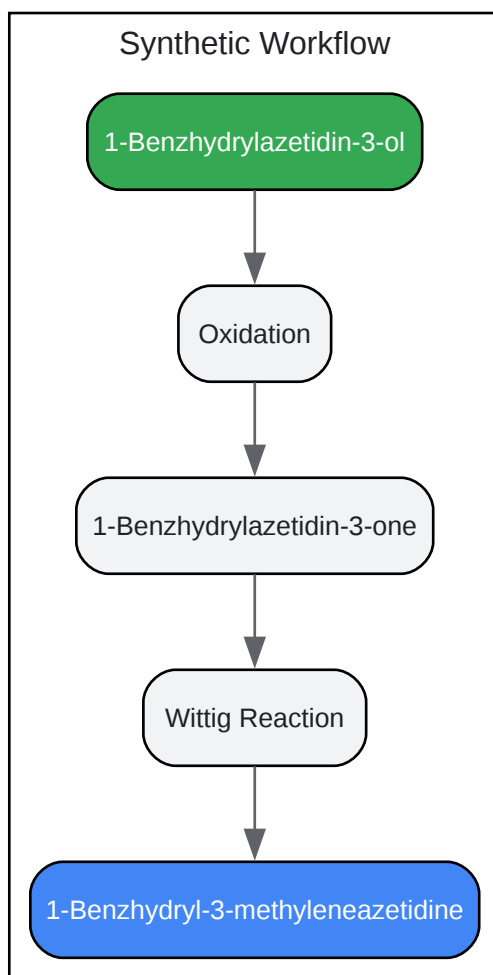 Synthetic Workflow
1-Benzhydrylazetidin-3-ol
Oxidation
1-Benzhydrylazetidin-3-one
Wittig Reaction
1-Benzhydryl-3-methyleneazetidine